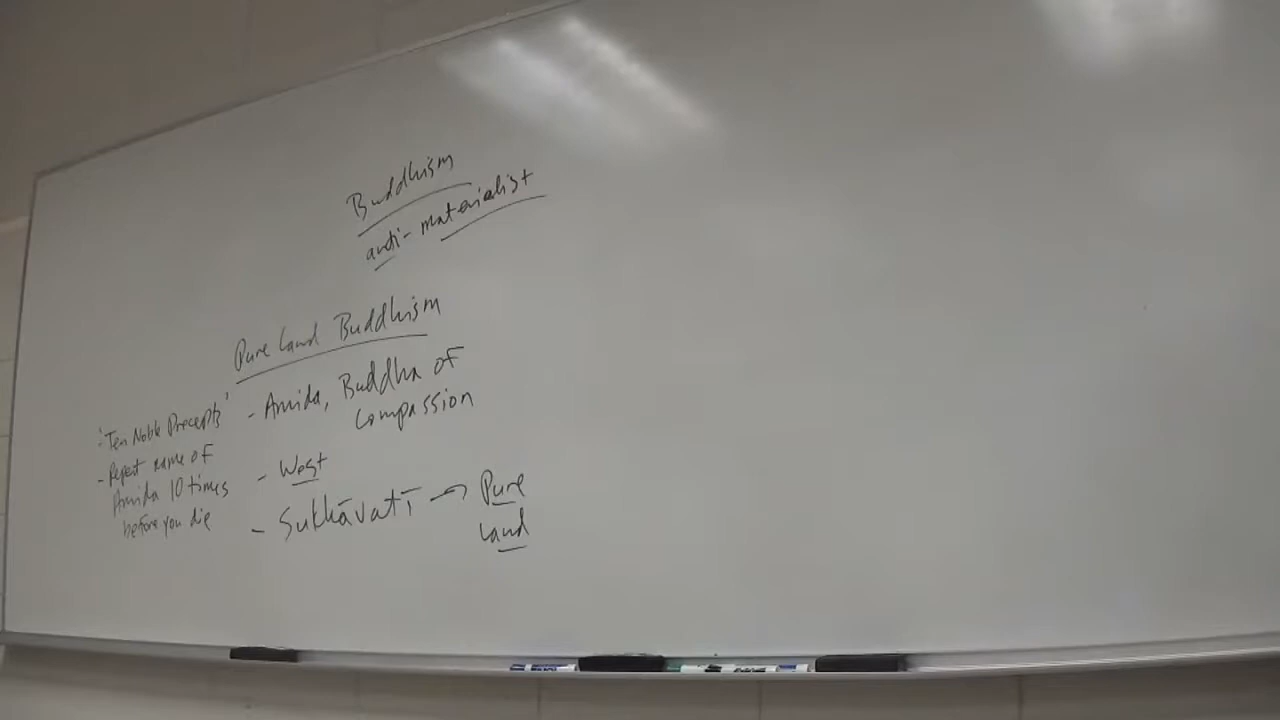 Buddhism
anti-materialist
Pure Land Buddhism
- Amida, Buddha of
Compassion
- West
- Sukhāvatī → Pure
Land
- 'Ten Noble Precepts'
- Repeat name of
Amida 10 times
before you die